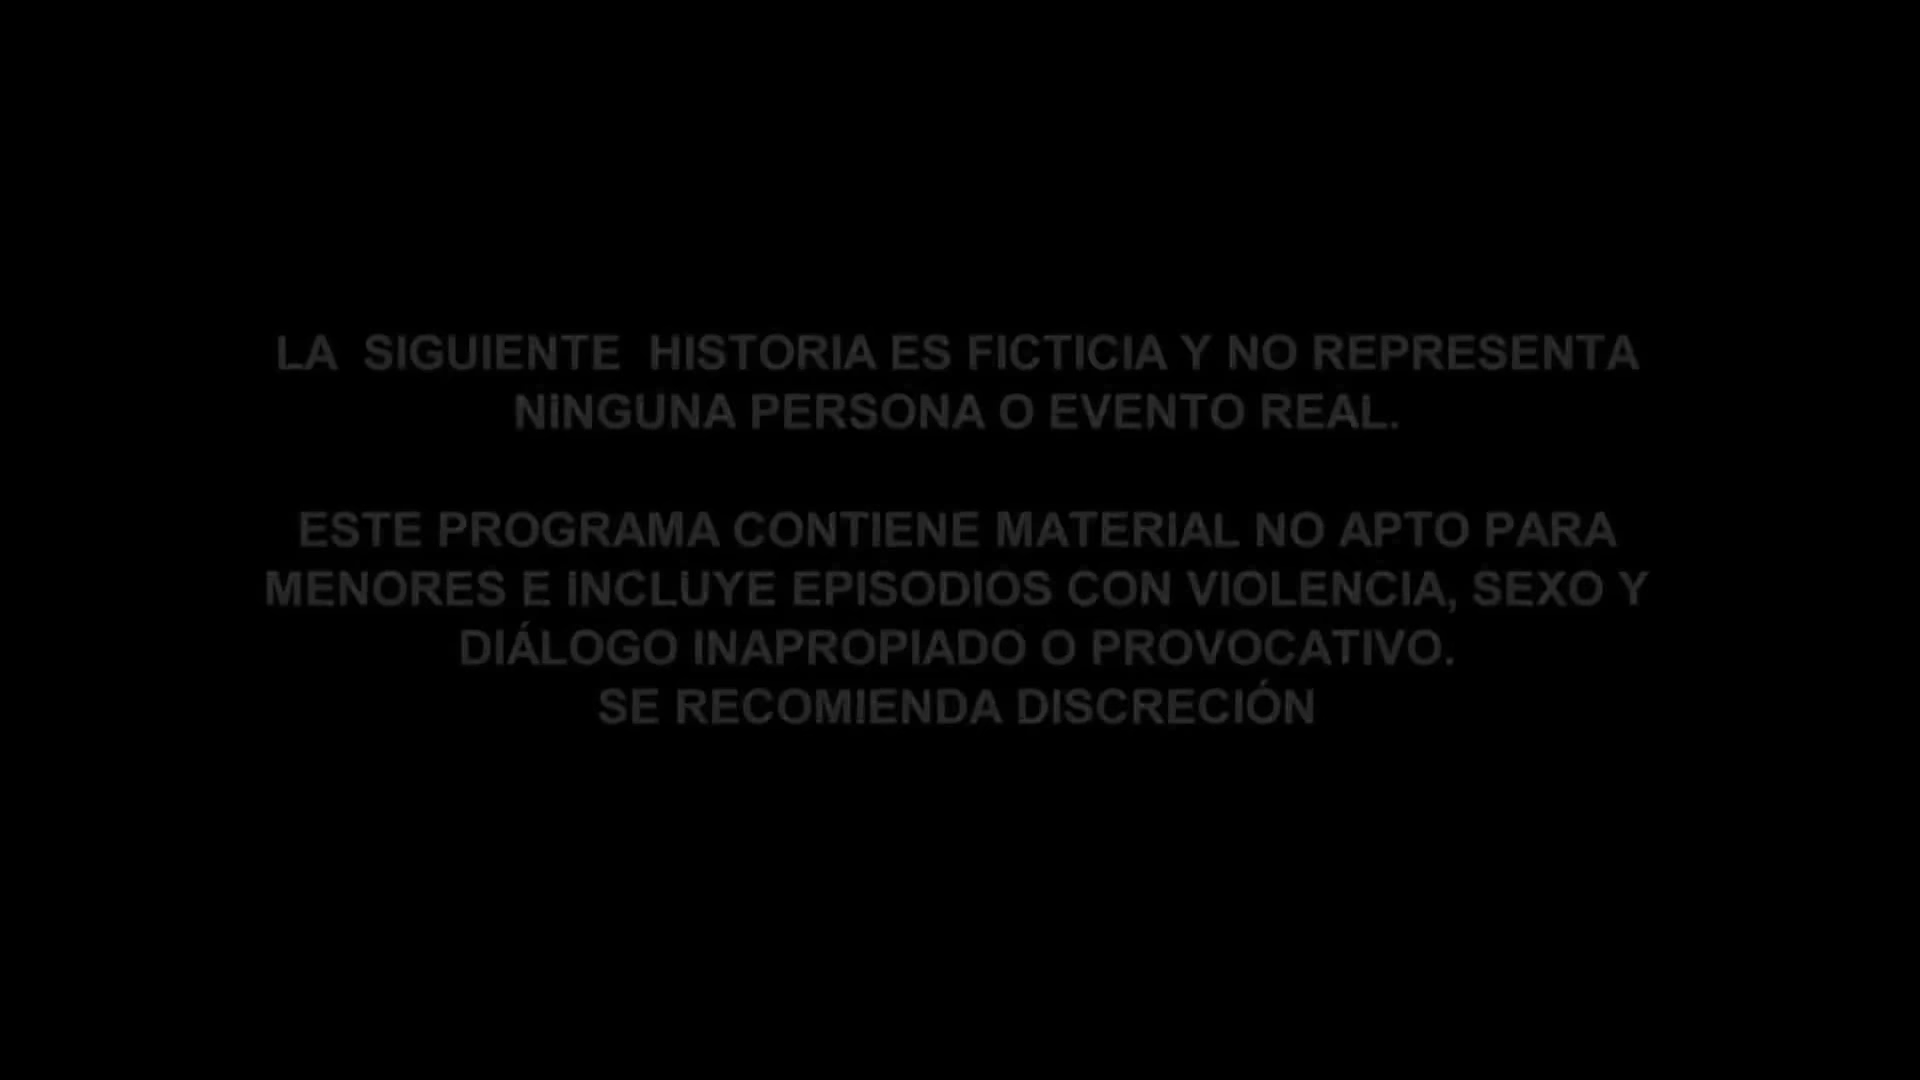 LA SIGUIENTE HISTORIA ES FICTICIA Y NO REPRESENTA
NINGUNA PERSONA O EVENTO REAL.
ESTE PROGRAMA CONTIENE MATERIAL NO APTO PARA
MENORES E INCLUYE EPISODIOS CON VIOLENCIA, SEXO Y
DIÁLOGO INAPROPIADO O PROVOCATIVO.
SE RECOMIENDA DISCRECIÓN